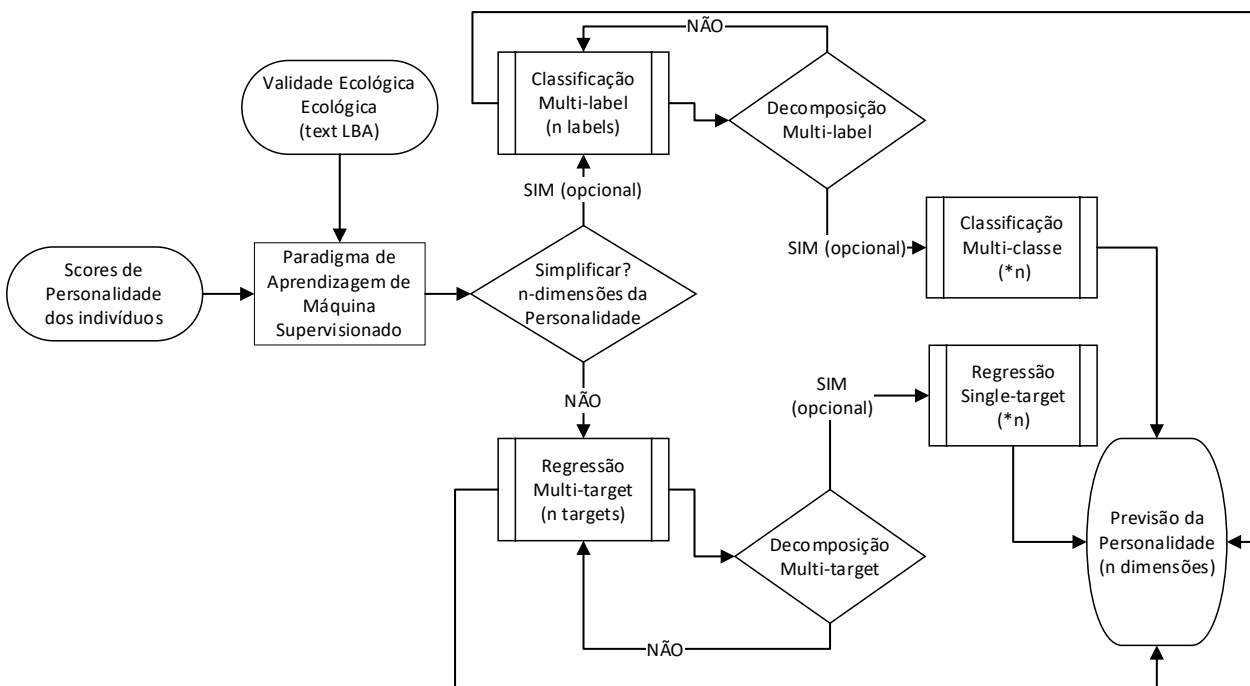 NÃO
Classificação
Multi-label
(n labels)
Decomposição
Multi-label
Validade Ecológica
Ecológica
(text LBA)
SIM (opcional)
SIM (opcional)
Classificação
Multi-classe
(*n)
Scores de
Personalidade
dos indivíduos
Paradigma de
Aprendizagem de
Máquina
Supervisionado
Simplificar?
n-dimensões da
Personalidade
NÃO
SIM
(opcional)
Regressão
Single-target
(*n)
Regressão
Multi-target
(n targets)
Decomposição
Multi-target
Previsão da
Personalidade
(n dimensões)
NÃO